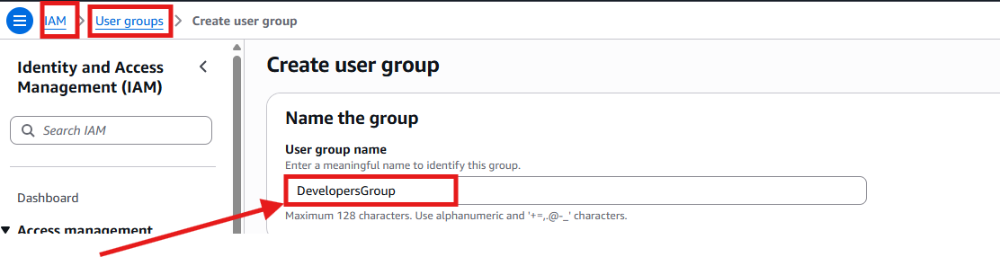 IAM > User groups > Create user group
Identity and Access
Management (IAM)
Search IAM
Dashboard
Access management
Create user group
Name the group
User group name
Enter a meaningful name to identify this group.
DevelopersGroup
Maximum 128 characters. Use alphanumeric and '+=,.@-_' characters.